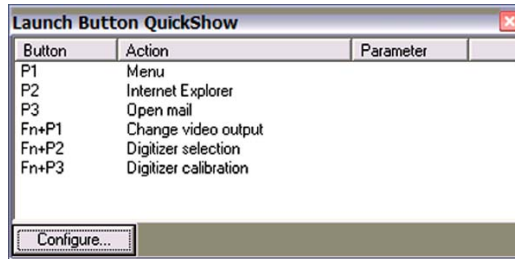 Launch Button QuickShow
Button Action Parameter
P1 Menu
P2 Internet Explorer
P3 Open mail
Fn+P1 Change video output
Fn+P2 Digitizer selection
Fn+P3 Digitizer calibration
Configure...